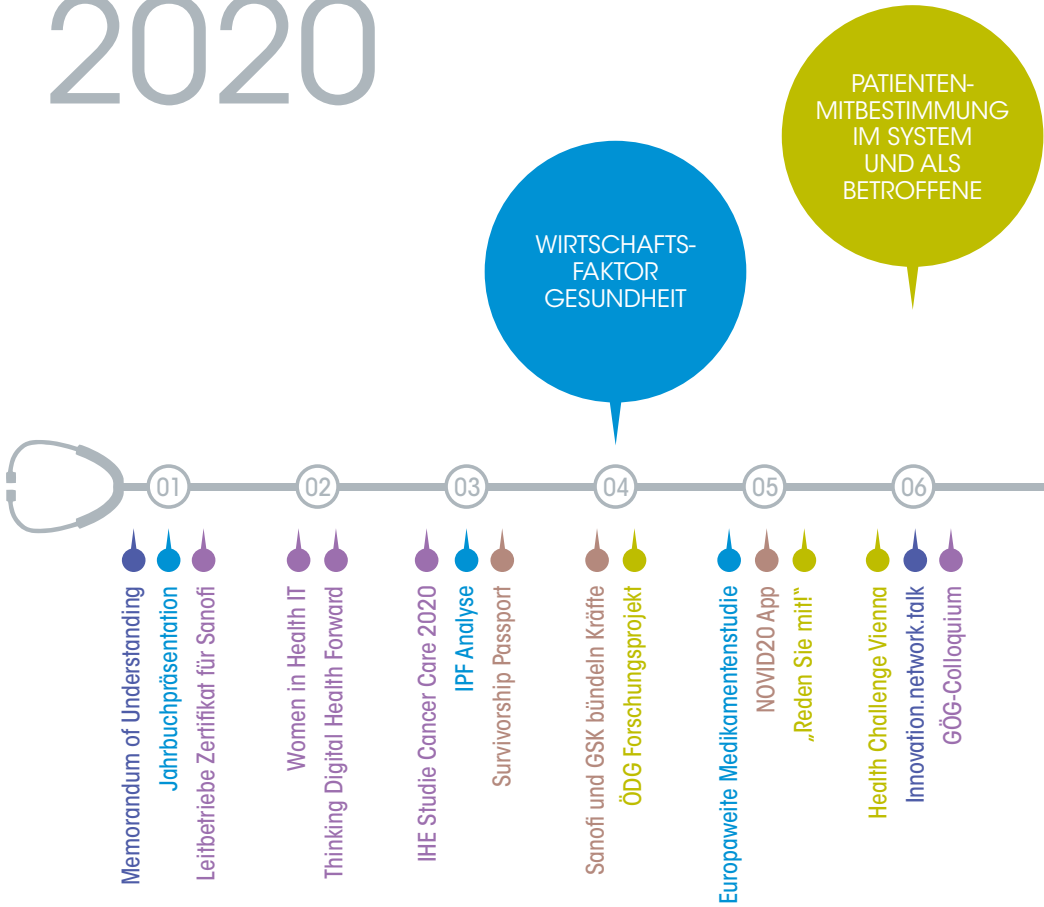 2020
PATIENTEN-
MITBESTIMMUNG
IM SYSTEM
UND ALS
BETROFFENE
WIRTSCHAFTS-
FAKTOR
GESUNDHEIT
01
02
03
04
05
06
Memorandum of Understanding
Jahrbuchpräsentation
Leitbetriebe Zertifikat für Sanofi
Women in Health IT
Thinking Digital Health Forward
IHE Studie Cancer Care 2020
IPF Analyse
Survivorship Passport
Sanofi und GSK bündeln Kräfte
ÖDG Forschungsprojekt
Europaweite Medikamentenstudie
NOVID20 App
„Reden Sie mit!“
Health Challenge Vienna
Innovation.network.talk
GÖG-Colloquium